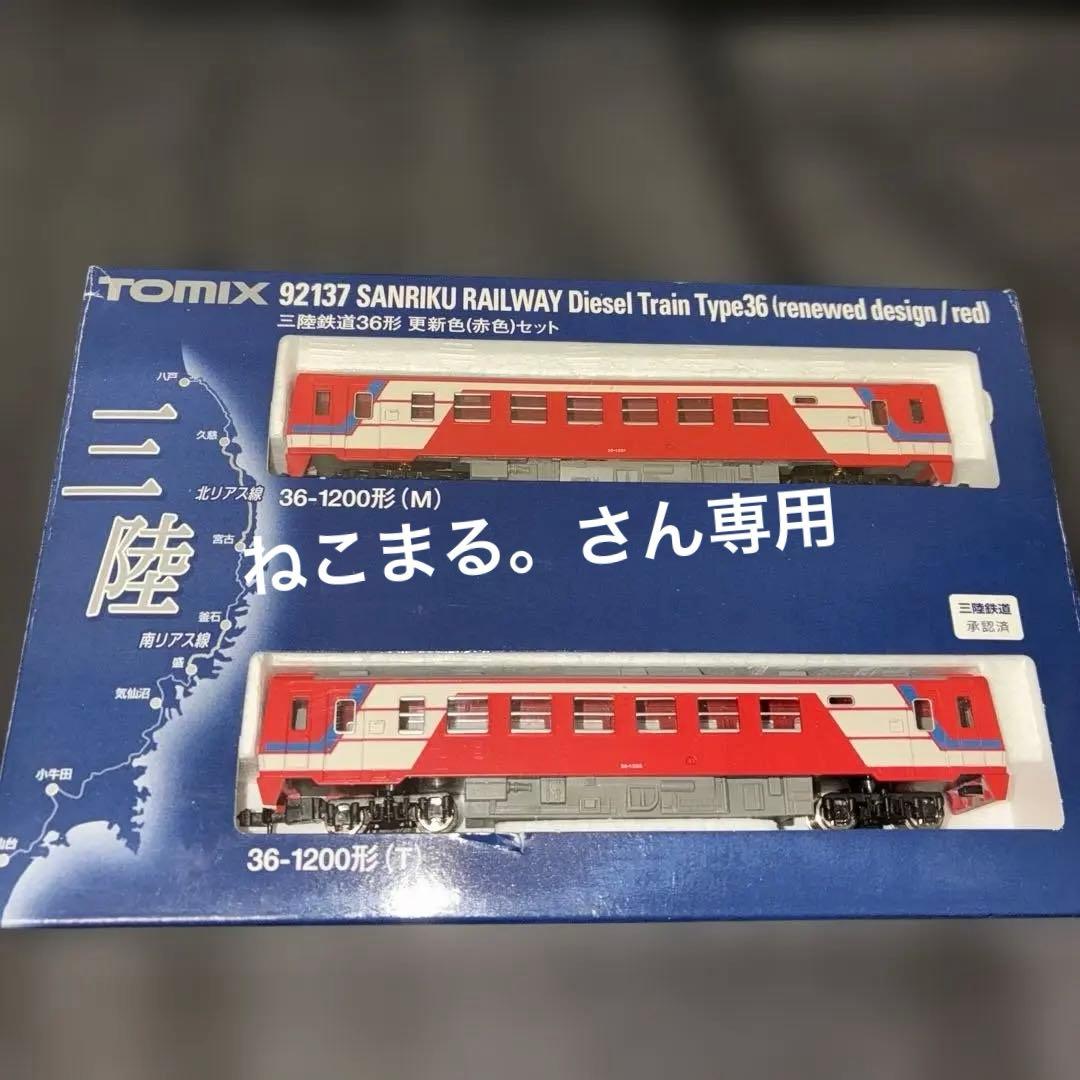 TOMIX 92137 SANRIKU RAILWAY Diesel Train Type36 (renewed design / red)
三陸鉄道36形 更新色(赤色)セット
三陸
八戸
久慈
北リアス線
宮古
釜石
南リアス線
盛
気仙沼
小牛田
仙台
36-1200形 (M)
ねこまる。さん専用
三陸鉄道
承認済
36-1200形 (T)